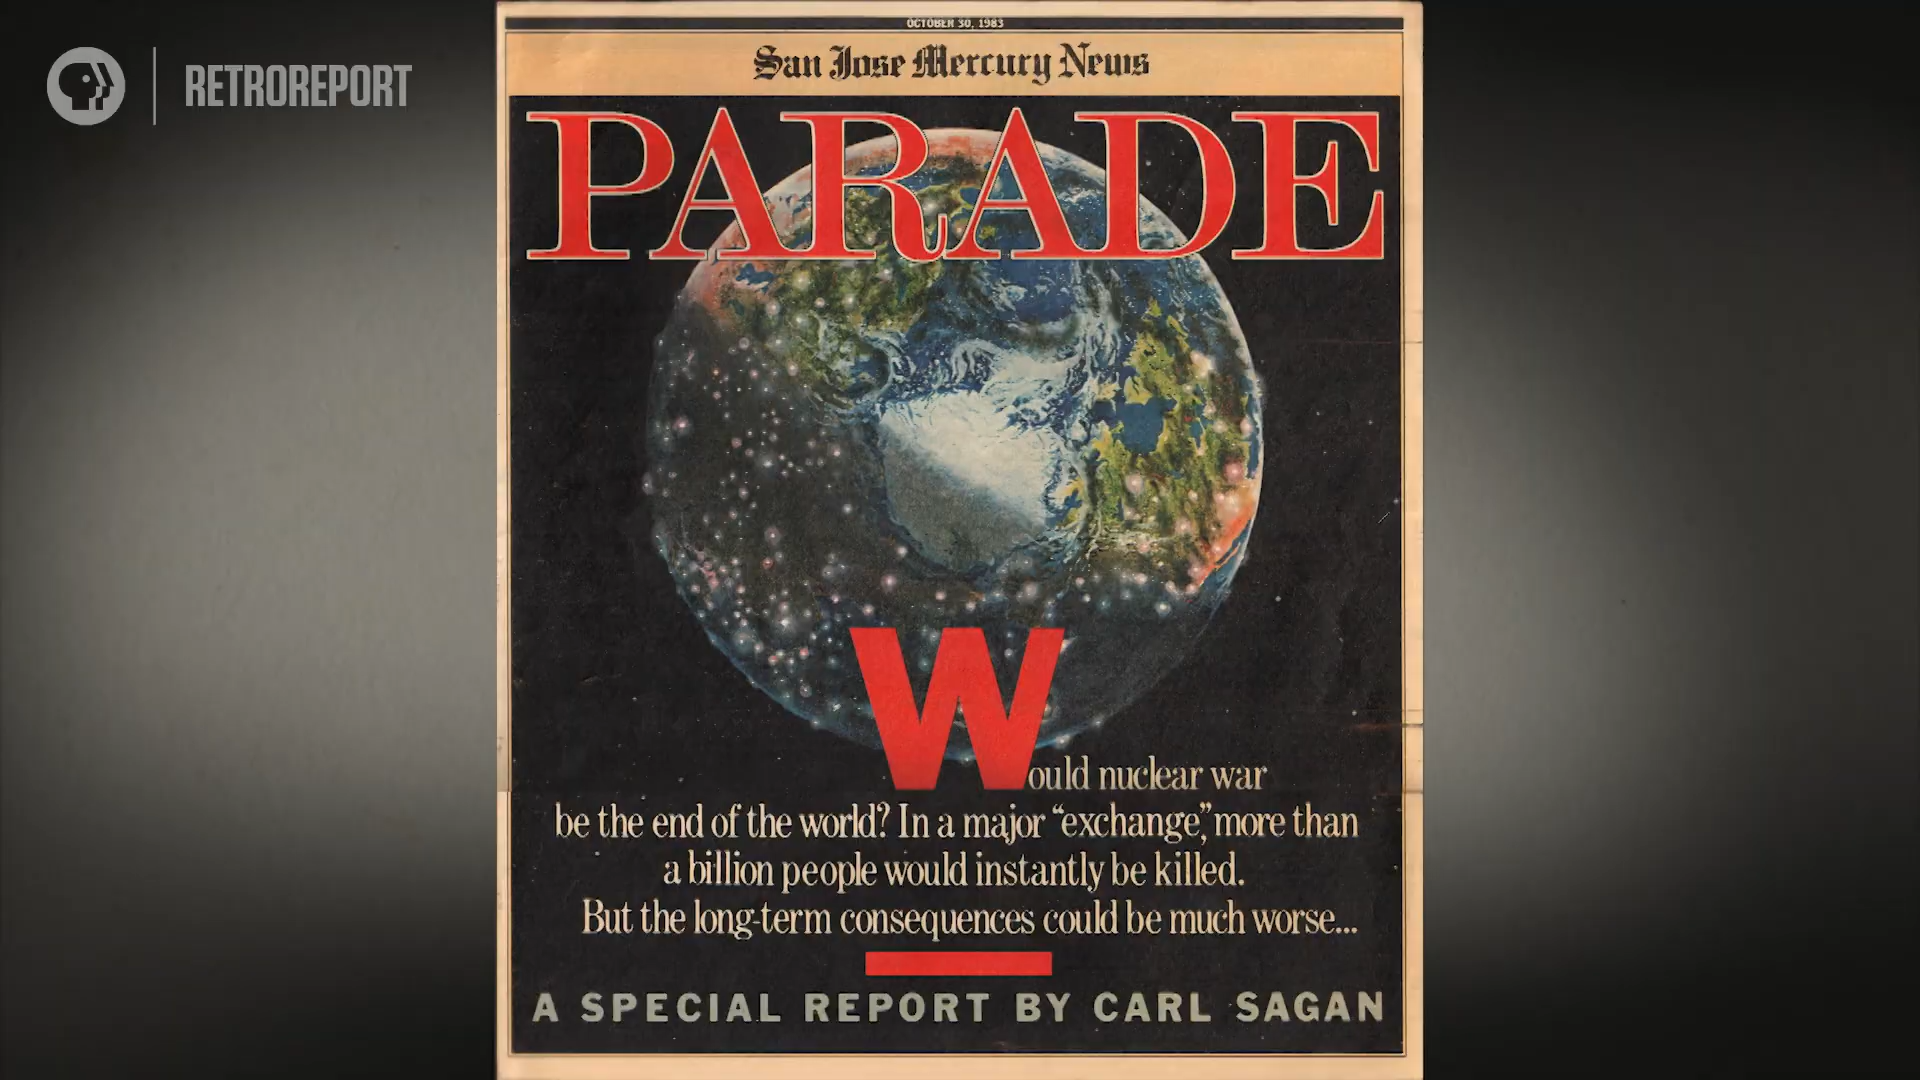 RETROREPORT
OCTOBER 30, 1983
San Jose Mercury News
PARADE
Would nuclear war
be the end of the world? In a major “exchange,” more than
a billion people would instantly be killed.
But the long-term consequences could be much worse...
A SPECIAL REPORT BY CARL SAGAN